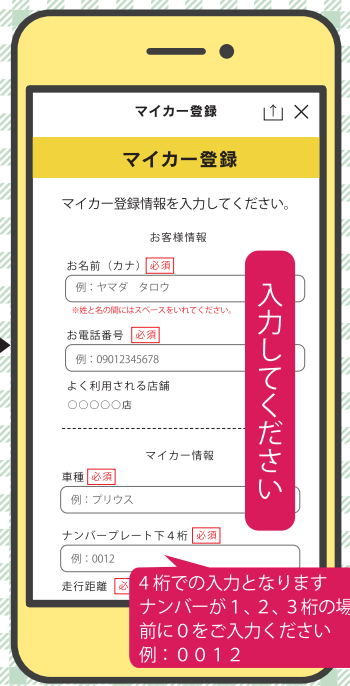 マイカー登録
マイカー登録
マイカー登録情報を入力してください。
お客様情報
お名前（カナ） 必須
例：ヤマダ　タロウ
※姓と名の間にはスペースをいれてください。
お電話番号 必須
例：09012345678
よく利用される店舗
○○○○○店
入力してください
マイカー情報
車種 必須
例：プリウス
ナンバープレート下４桁 必須
例：0012
走行距離
４桁での入力となります
ナンバーが１、２、３桁の場
前に０をご入力ください
例：００１２